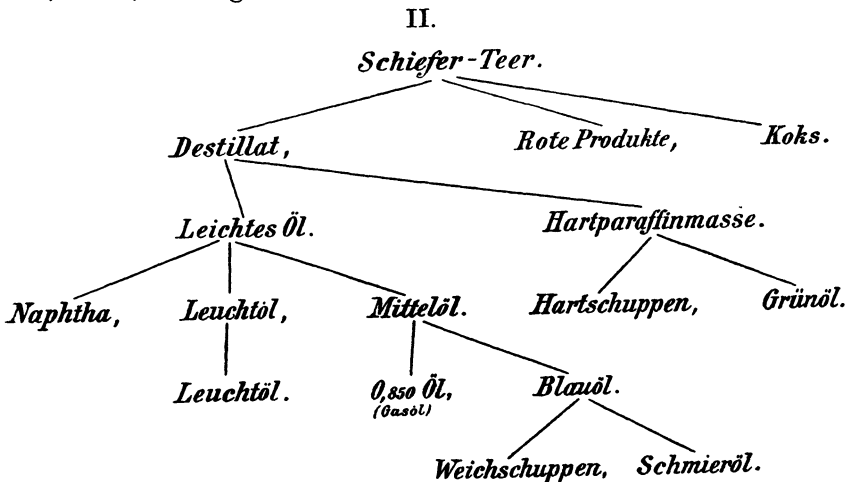 II.
Schiefer-Teer.
Destillat, Rote Produkte, Koks.
Leichtes Öl. Hartparaffinmasse.
Naphtha, Leuchtöl, Mittelöl. Hartschuppen, Grünöl.
Leuchtöl. 0,850 Öl, Blauöl.
(Gasöl)
Weichschuppen, Schmieröl.